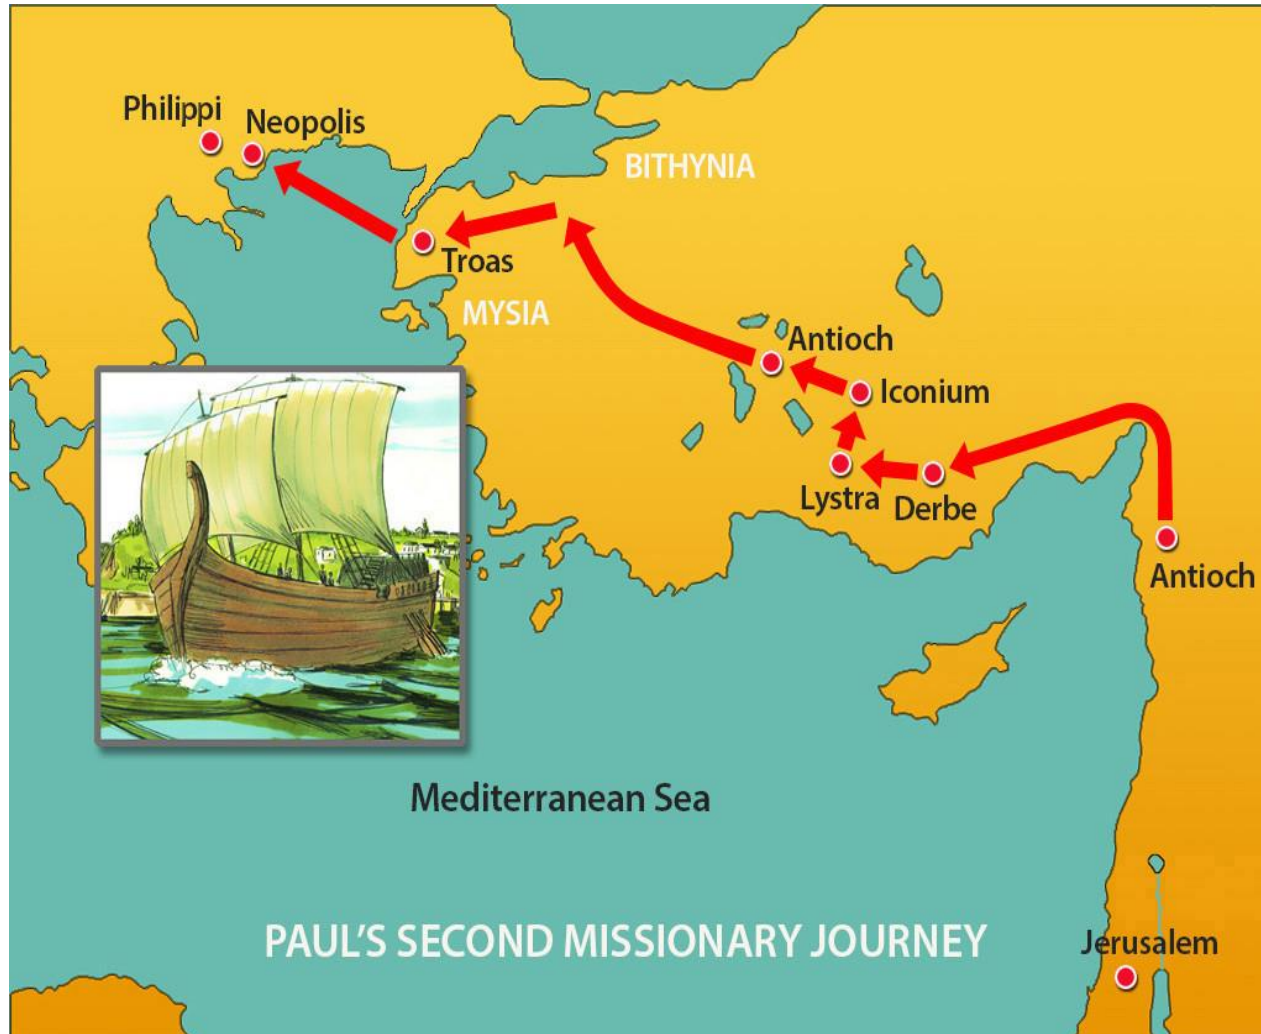 Philippi
Neopolis
BITHYNIA
Troas
MYSIA
Antioch
Iconium
Lystra
Derbe
Antioch
Mediterranean Sea
PAUL'S SECOND MISSIONARY JOURNEY
Jerusalem